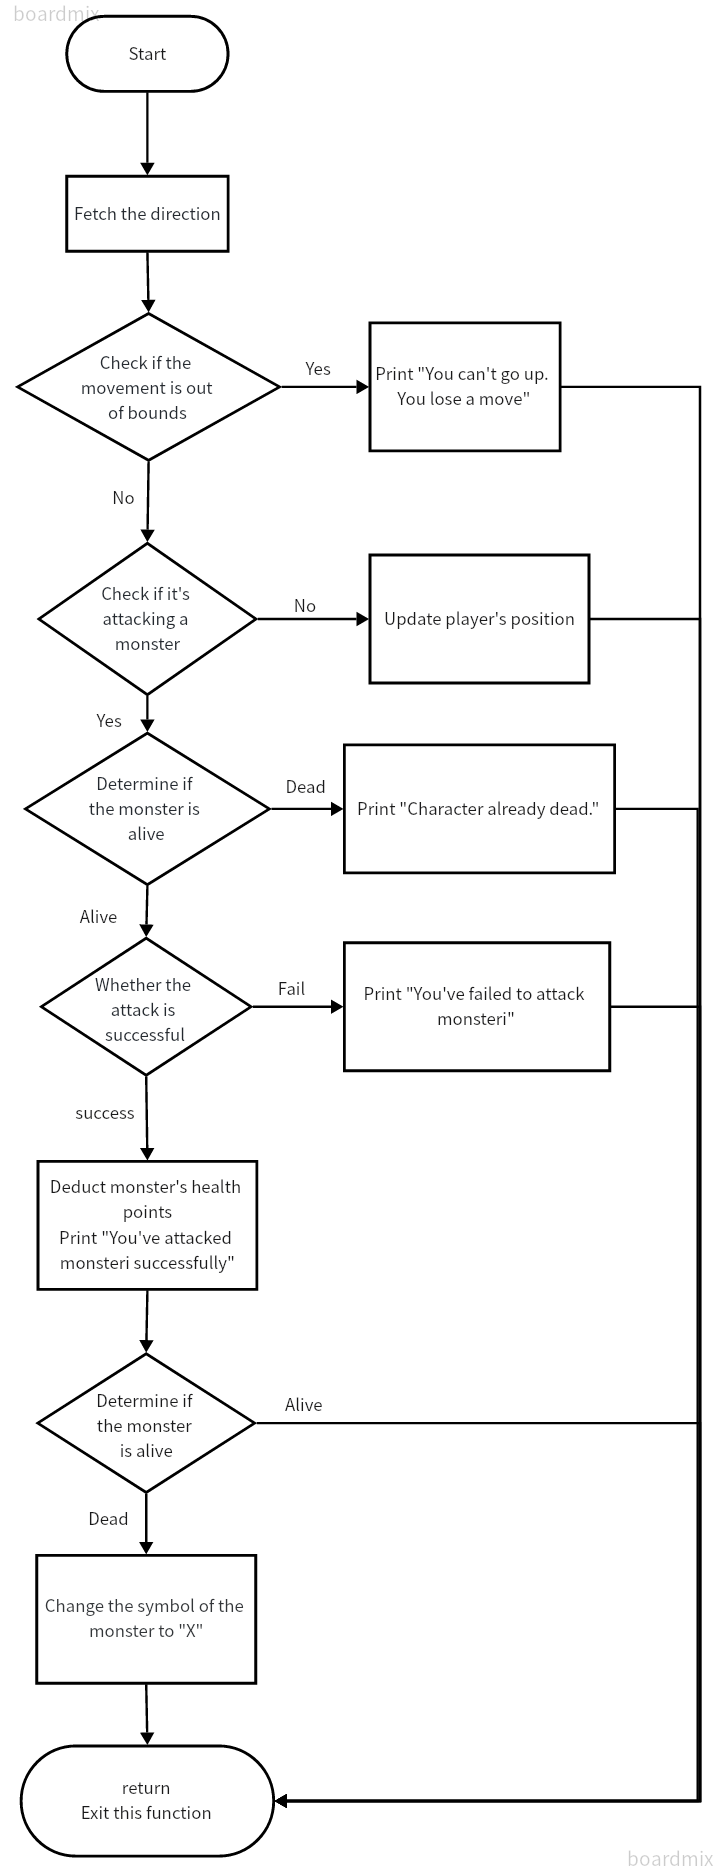 boardmix
Start
Fetch the direction
Check if the
movement is out
of bounds
Yes
Print "You can't go up.
You lose a move"
No
Check if it's
attacking a
monster
No
Update player's position
Yes
Determine if
the monster is
alive
Dead
Print "Character already dead."
Alive
Whether the
attack is
successful
Fail
Print "You've failed to attack
monsteri"
success
Deduct monster's health
points
Print "You've attacked
monsteri successfully"
Determine if
the monster
is alive
Alive
Dead
Change the symbol of the
monster to "X"
return
Exit this function
boardmix